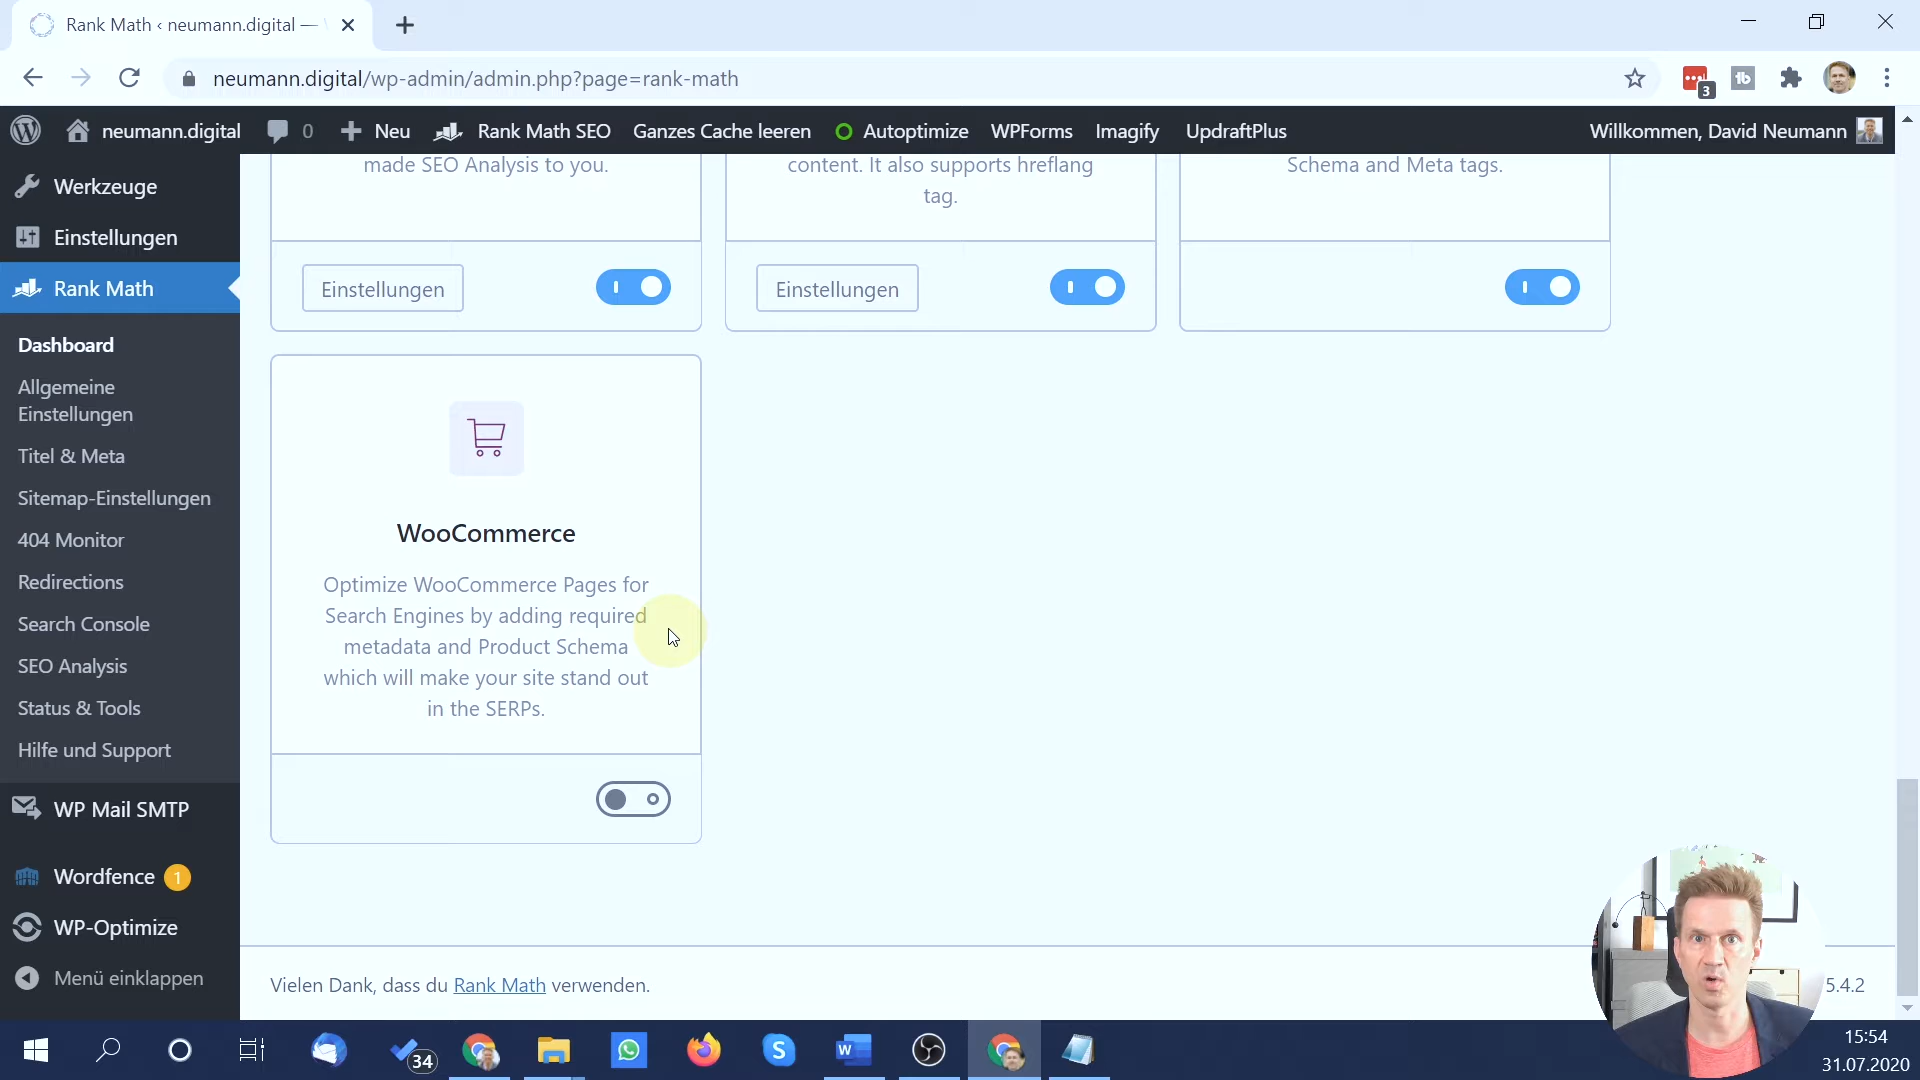 Rank Math ‹ neumann.digital —
neumann.digital/wp-admin/admin.php?page=rank-math
3
tb
neumann.digital
0
Neu
Rank Math SEO
Ganzes Cache leeren
Autoptimize
WPForms
Imagify
UpdraftPlus
Willkommen, David Neumann
Werkzeuge
Einstellungen
Rank Math
Dashboard
Allgemeine
Einstellungen
Titel & Meta
Sitemap-Einstellungen
404 Monitor
Redirections
Search Console
SEO Analysis
Status & Tools
Hilfe und Support
WP Mail SMTP
Wordfence 1
WP-Optimize
Menü einklappen
made SEO Analysis to you.
Einstellungen
content. It also supports hreflang
tag.
Einstellungen
Schema and Meta tags.
WooCommerce
Optimize WooCommerce Pages for
Search Engines by adding required
metadata and Product Schema
which will make your site stand out
in the SERPs.
Vielen Dank, dass du Rank Math verwenden.
5.4.2
34
S
W
15:54
31.07.2020